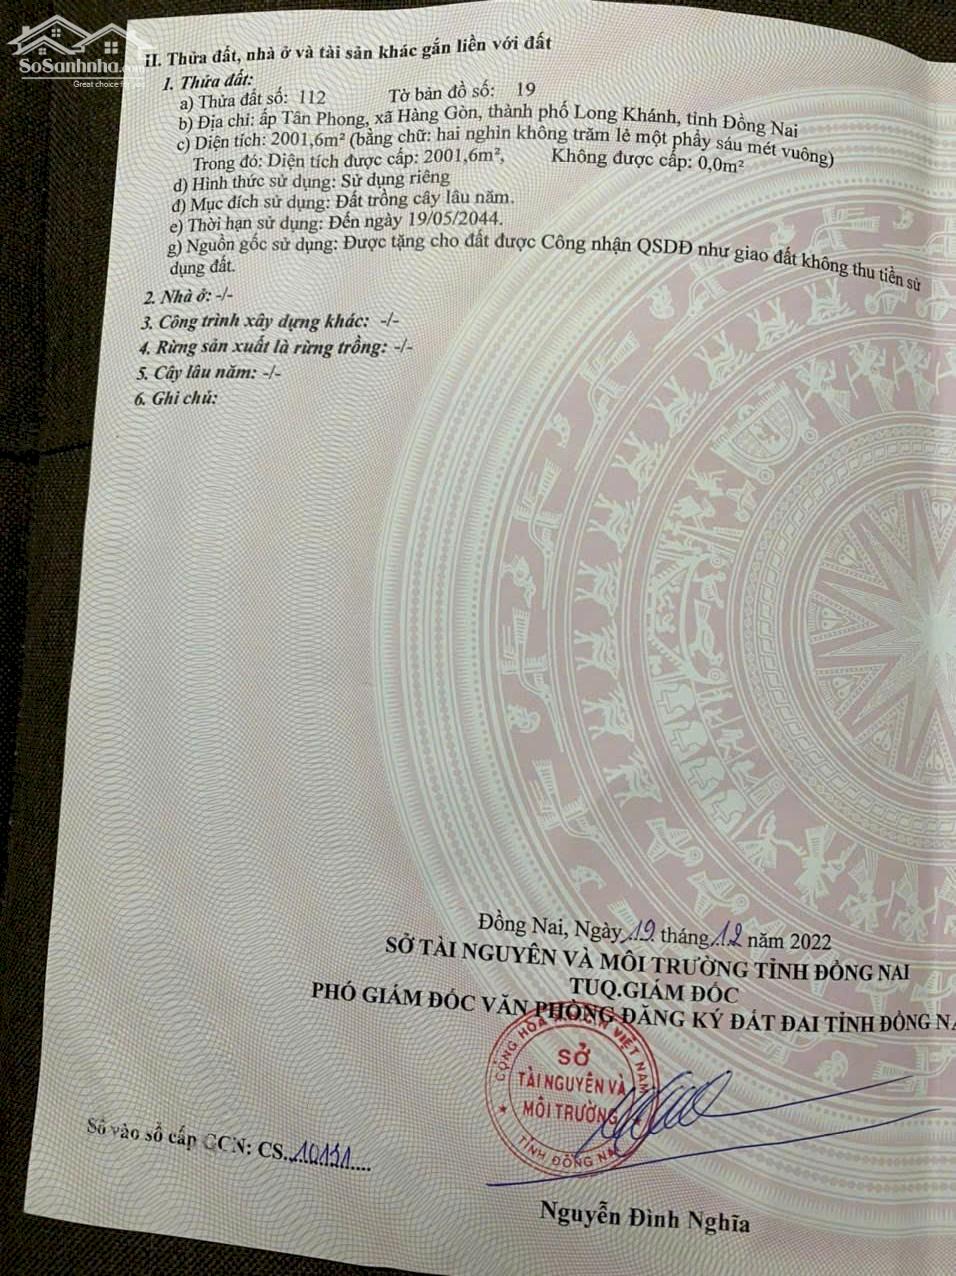 SoSanhnha.com
Great choice for you
II. Thửa đất, nhà ở và tài sản khác gắn liền với đất
1. Thửa đất:
a) Thửa đất số: 112 Tờ bản đồ số: 19
b) Địa chỉ: ấp Tân Phong, xã Hàng Gòn, thành phố Long Khánh, tỉnh Đồng Nai
c) Diện tích: 2001,6m² (bằng chữ: hai nghìn không trăm lẻ một phẩy sáu mét vuông)
Trong đó: Diện tích được cấp: 2001,6m², Không được cấp: 0,0m²
d) Hình thức sử dụng: Sử dụng riêng
đ) Mục đích sử dụng: Đất trồng cây lâu năm.
e) Thời hạn sử dụng: Đến ngày 19/05/2044.
g) Nguồn gốc sử dụng: Được tặng cho đất được Công nhận QSDĐ như giao đất không thu tiền sử
dụng đất.
2. Nhà ở: -/-
3. Công trình xây dựng khác: -/-
4. Rừng sản xuất là rừng trồng: -/-
5. Cây lâu năm: -/-
6. Ghi chú:
Đồng Nai, Ngày 19 tháng 12 năm 2022
SỞ TÀI NGUYÊN VÀ MÔI TRƯỜNG TỈNH ĐỒNG NAI
TUQ.GIÁM ĐỐC
PHÓ GIÁM ĐỐC VĂN PHÒNG ĐĂNG KÝ ĐẤT ĐAI TỈNH ĐỒNG NA
CỘNG HÒA VIỆT NAM
SỞ
TÀI NGUYÊN VÀ
MÔI TRƯỜNG
TỈNH ĐỒNG NAI
Số vào sổ cấp GCN: CS...10151....
Nguyễn Đình Nghĩa